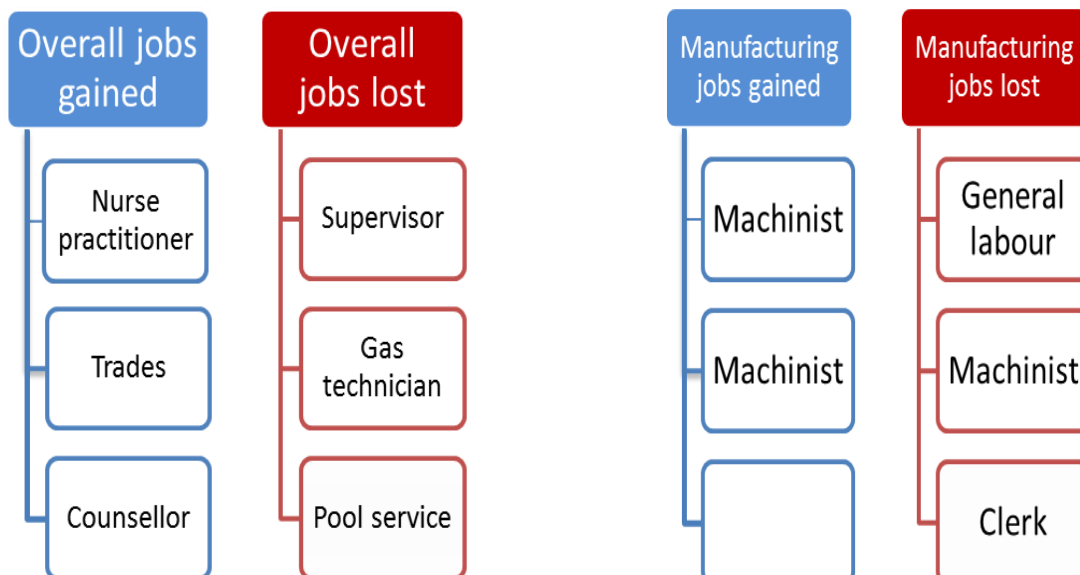 Overall jobs
gained
Nurse
practitioner
Trades
Counsellor
Overall
jobs lost
Supervisor
Gas
technician
Pool service
Manufacturing
jobs gained
Machinist
Machinist
Manufacturing
jobs lost
General
labour
Machinist
Clerk